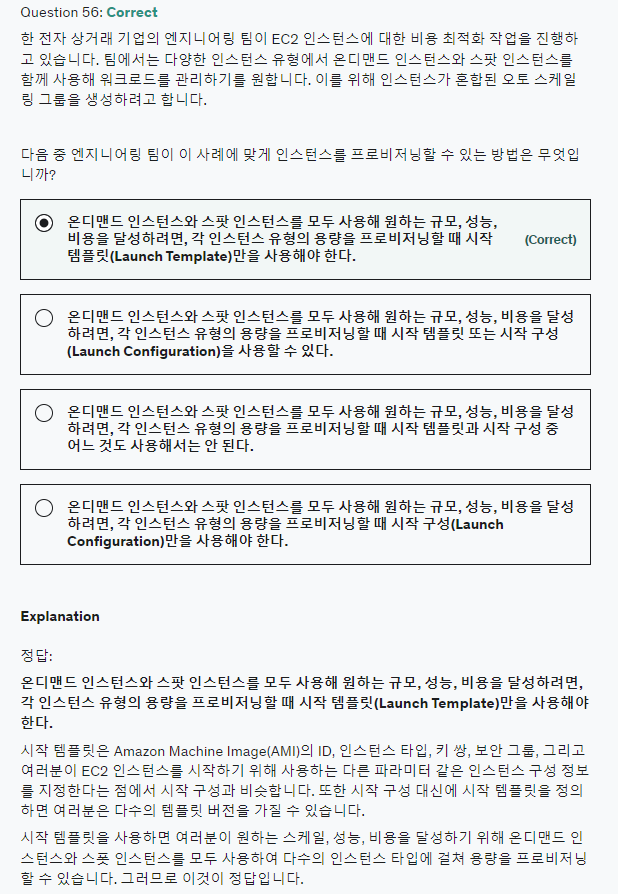 Question 56: Correct
한 전자 상거래 기업의 엔지니어링 팀이 EC2 인스턴스에 대한 비용 최적화 작업을 진행하
고 있습니다. 팀에서는 다양한 인스턴스 유형에서 온디맨드 인스턴스와 스팟 인스턴스를
함께 사용해 워크로드를 관리하기를 원합니다. 이를 위해 인스턴스가 혼합된 오토 스케일
링 그룹을 생성하려고 합니다.
다음 중 엔지니어링 팀이 이 사례에 맞게 인스턴스를 프로비저닝할 수 있는 방법은 무엇입
니까?
온디맨드 인스턴스와 스팟 인스턴스를 모두 사용해 원하는 규모, 성능,
비용을 달성하려면, 각 인스턴스 유형의 용량을 프로비저닝할 때 시작
템플릿(Launch Template)만을 사용해야 한다.
(Correct)
온디맨드 인스턴스와 스팟 인스턴스를 모두 사용해 원하는 규모, 성능, 비용을 달성
하려면, 각 인스턴스 유형의 용량을 프로비저닝할 때 시작 템플릿 또는 시작 구성
(Launch Configuration)을 사용할 수 있다.
온디맨드 인스턴스와 스팟 인스턴스를 모두 사용해 원하는 규모, 성능, 비용을 달성
하려면, 각 인스턴스 유형의 용량을 프로비저닝할 때 시작 템플릿과 시작 구성 중
어느 것도 사용해서는 안 된다.
온디맨드 인스턴스와 스팟 인스턴스를 모두 사용해 원하는 규모, 성능, 비용을 달성
하려면, 각 인스턴스 유형의 용량을 프로비저닝할 때 시작 구성(Launch
Configuration)만을 사용해야 한다.
Explanation
정답:
온디맨드 인스턴스와 스팟 인스턴스를 모두 사용해 원하는 규모, 성능, 비용을 달성하려면,
각 인스턴스 유형의 용량을 프로비저닝할 때 시작 템플릿(Launch Template)만을 사용해야
한다.
시작 템플릿은 Amazon Machine Image(AMI)의 ID, 인스턴스 타입, 키 쌍, 보안 그룹, 그리고
여러분이 EC2 인스턴스를 시작하기 위해 사용하는 다른 파라미터 같은 인스턴스 구성 정보
를 지정한다는 점에서 시작 구성과 비슷합니다. 또한 시작 구성 대신에 시작 템플릿을 정의
하면 여러분은 다수의 템플릿 버전을 가질 수 있습니다.
시작 템플릿을 사용하면 여러분이 원하는 스케일, 성능, 비용을 달성하기 위해 온디맨드 인
스턴스와 스폿 인스턴스를 모두 사용하여 다수의 인스턴스 타입에 걸쳐 용량을 프로비저닝
할 수 있습니다. 그러므로 이것이 정답입니다.